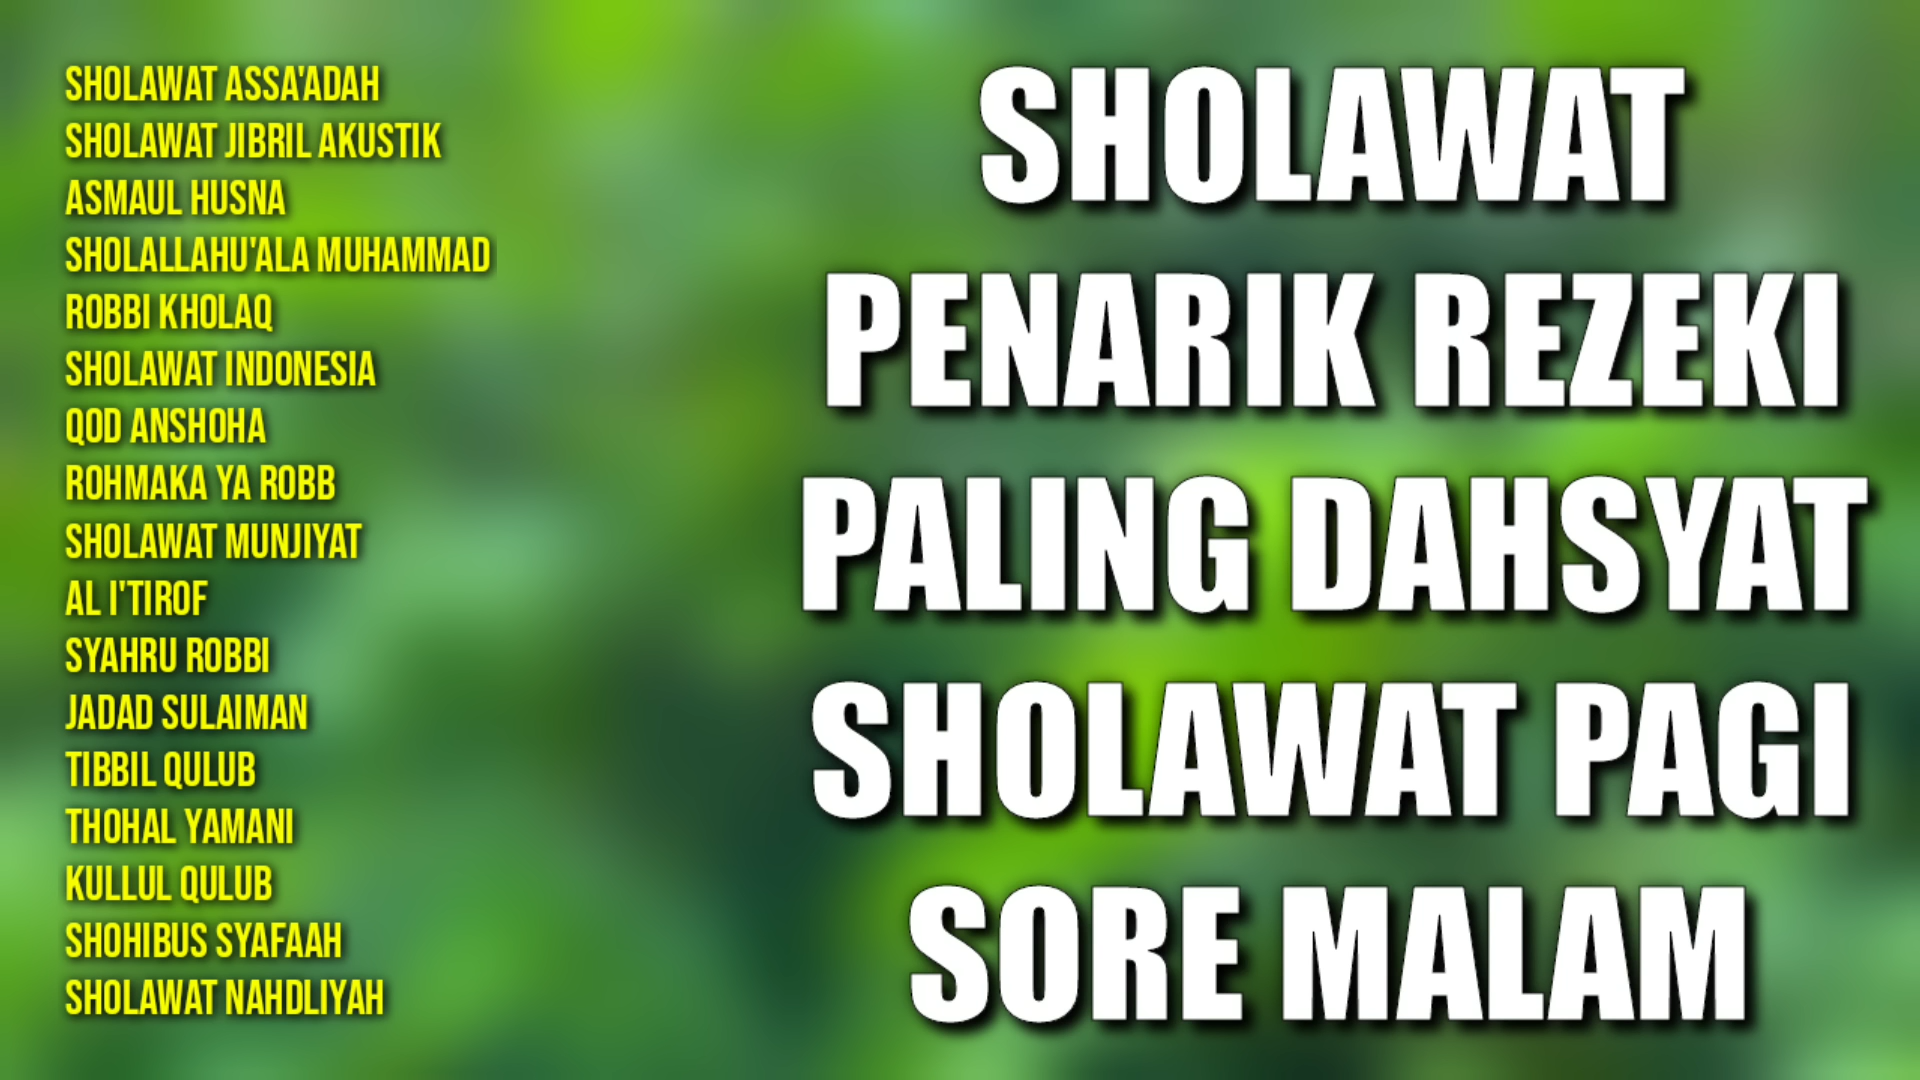 SHOLAWAT ASSA'ADAH
SHOLAWAT JIBRIL AKUSTIK
ASMAUL HUSNA
SHOLALLAHU'ALA MUHAMMAD
ROBBI KHOLAQ
SHOLAWAT INDONESIA
QOD ANSHOHA
ROHMAKA YA ROBB
SHOLAWAT MUNJIYAT
AL I'TIROF
SYAHRU ROBBI
JADAD SULAIMAN
TIBBIL QULUB
THOHAL YAMANI
KULLUL QULUB
SHOHIBUS SYAFAAH
SHOLAWAT NAHDLIYAH
SHOLAWAT
PENARIK REZEKI
PALING DAHSYAT
SHOLAWAT PAGI
SORE MALAM